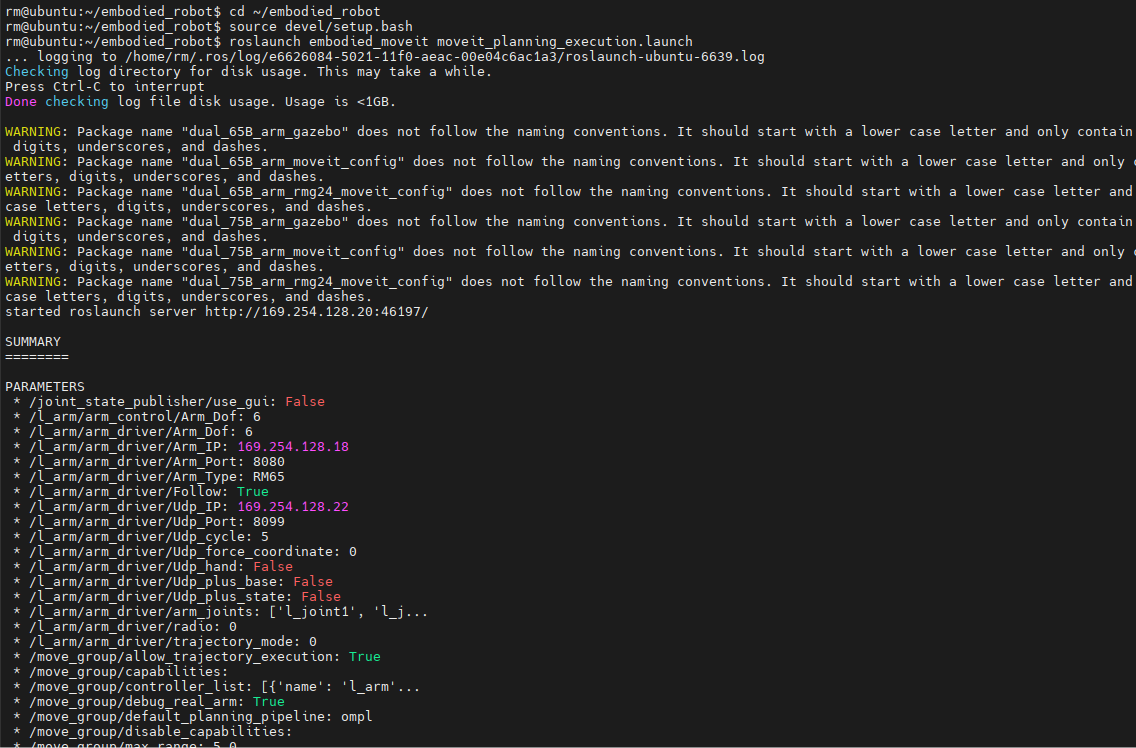 rm@ubuntu:~/embodied_robot$ cd ~/embodied_robot
rm@ubuntu:~/embodied_robot$ source devel/setup.bash
rm@ubuntu:~/embodied_robot$ roslaunch embodied_moveit moveit_planning_execution.launch
... logging to /home/rm/.ros/log/e6626084-5021-11f0-aeac-00e04c6ac1a3/roslaunch-ubuntu-6639.log
Checking log directory for disk usage. This may take a while.
Press Ctrl-C to interrupt
Done checking log file disk usage. Usage is <1GB.
WARNING: Package name "dual_65B_arm_gazebo" does not follow the naming conventions. It should start with a lower case letter and only contain
digits, underscores, and dashes.
WARNING: Package name "dual_65B_arm_moveit_config" does not follow the naming conventions. It should start with a lower case letter and only
etters, digits, underscores, and dashes.
WARNING: Package name "dual_65B_arm_rmg24_moveit_config" does not follow the naming conventions. It should start with a lower case letter and
case letters, digits, underscores, and dashes.
WARNING: Package name "dual_75B_arm_gazebo" does not follow the naming conventions. It should start with a lower case letter and only contain
digits, underscores, and dashes.
WARNING: Package name "dual_75B_arm_moveit_config" does not follow the naming conventions. It should start with a lower case letter and only
etters, digits, underscores, and dashes.
WARNING: Package name "dual_75B_arm_rmg24_moveit_config" does not follow the naming conventions. It should start with a lower case letter and
case letters, digits, underscores, and dashes.
started roslaunch server http://169.254.128.20:46197/
SUMMARY
========
PARAMETERS
* /joint_state_publisher/use_gui: False
* /l_arm/arm_control/Arm_Dof: 6
* /l_arm/arm_driver/Arm_Dof: 6
* /l_arm/arm_driver/Arm_IP: 169.254.128.18
* /l_arm/arm_driver/Arm_Port: 8080
* /l_arm/arm_driver/Arm_Type: RM65
* /l_arm/arm_driver/Follow: True
* /l_arm/arm_driver/Udp_IP: 169.254.128.22
* /l_arm/arm_driver/Udp_Port: 8099
* /l_arm/arm_driver/Udp_cycle: 5
* /l_arm/arm_driver/Udp_force_coordinate: 0
* /l_arm/arm_driver/Udp_hand: False
* /l_arm/arm_driver/Udp_plus_base: False
* /l_arm/arm_driver/Udp_plus_state: False
* /l_arm/arm_driver/arm_joints: ['l_joint1', 'l_j...
* /l_arm/arm_driver/radio: 0
* /l_arm/arm_driver/trajectory_mode: 0
* /move_group/allow_trajectory_execution: True
* /move_group/capabilities:
* /move_group/controller_list: [{'name': 'l_arm'...
* /move_group/debug_real_arm: True
* /move_group/default_planning_pipeline: ompl
* /move_group/disable_capabilities:
* /move_group/max_range: 5.0